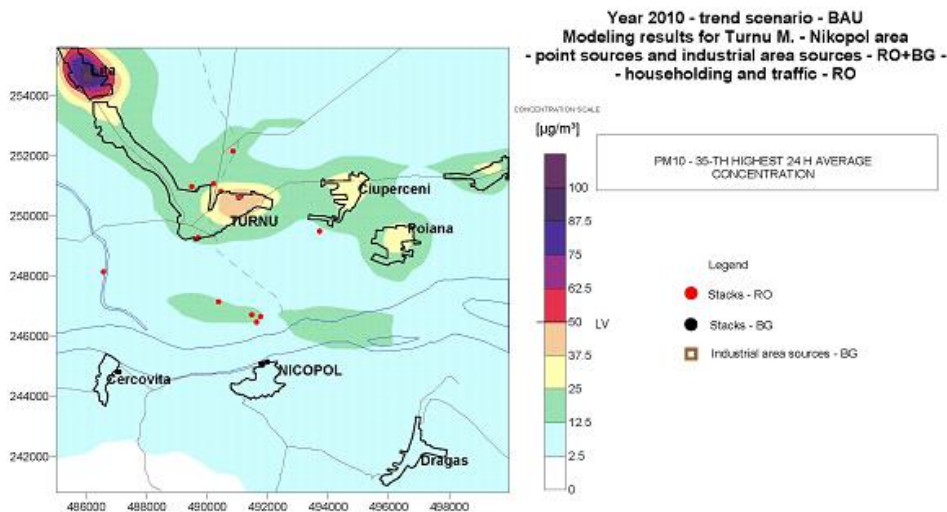 Year 2010 - trend scenario - BAU
Modeling results for Turnu M. - Nikopol area
- point sources and industrial area sources - RO+BG -
- householding and traffic - RO
CONCENTRATION SCALE
[µg/m³]
PM10 - 35-TH HIGHEST 24 H AVERAGE
CONCENTRATION
100
87.5
75
62.5
50
LV
37.5
25
12.5
2.5
0
Legend
Stacks - RO
Stacks - BG
Industrial area sources - BG
254000
252000
250000
248000
246000
244000
242000
Lita
Ciuperceni
TURNU
Poiana
Cercovita
NICOPOL
Dragas
486000 488000 490000 492000 494000 496000 498000